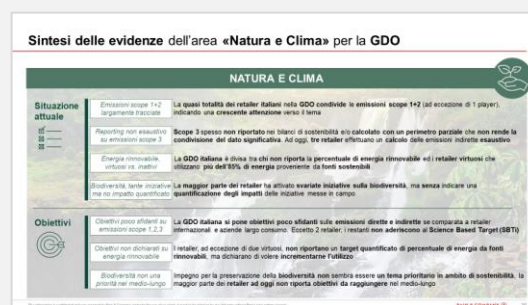 Sintesi delle evidenze dell'area «Natura e Clima» per la GDO
NATURA E CLIMA
Situazione attuale
Emissioni scope 1+2 largamente tracciate
La quasi totalità dei retailer italiani nella GDO condivide le emissioni scope 1+2 (ad eccezione di 1 player),
indicando una crescente attenzione verso il tema
Reporting non esaustivo su emissioni scope 3
Scope 3 spesso non riportato nei bilanci di sostenibilità e/o calcolato con un perimetro parziale che non rende la
condivisione del dato significativa. Ad oggi, tre retailer effettuano un calcolo delle emissioni indirette esaustivo
Energia rinnovabile, virtuosi vs. inattivi
La GDO italiana è divisa tra chi non riporta la percentuale di energia rinnovabile ed i retailer virtuosi che
utilizzano più dell'85% di energia proveniente da fonti sostenibili
Biodiversità, tante iniziative ma no impatto quantificato
La maggior parte dei retailer ha attivato svariate iniziative sulla biodiversità, ma senza indicare una
quantificazione degli impatti delle iniziative messe in campo
Obiettivi
Obiettivi poco sfidanti su emissioni scope 1,2,3
La GDO italiana si pone obiettivi poco sfidanti sulle emissioni dirette e indirette se comparata a retailer
internazionali e aziende largo consumo. Eccetto 2 retailer, i restanti non aderiscono ai Science Based Target (SBTi)
Obiettivi non dichiarati su energia rinnovabile
I retailer, ad eccezione di due virtuosi, non riportano un target quantificato di percentuale di energia da fonti
rinnovabili, ma dichiarano di volere incrementarne l'utilizzo
Biodiversità non una priorità nel medio-lungo
Impegno per la preservazione della biodiversità non sembra essere un tema prioritario in ambito di sostenibilità, la
maggior parte dei retailer ad oggi non riporta obiettivi da raggiungere nel medio-lungo